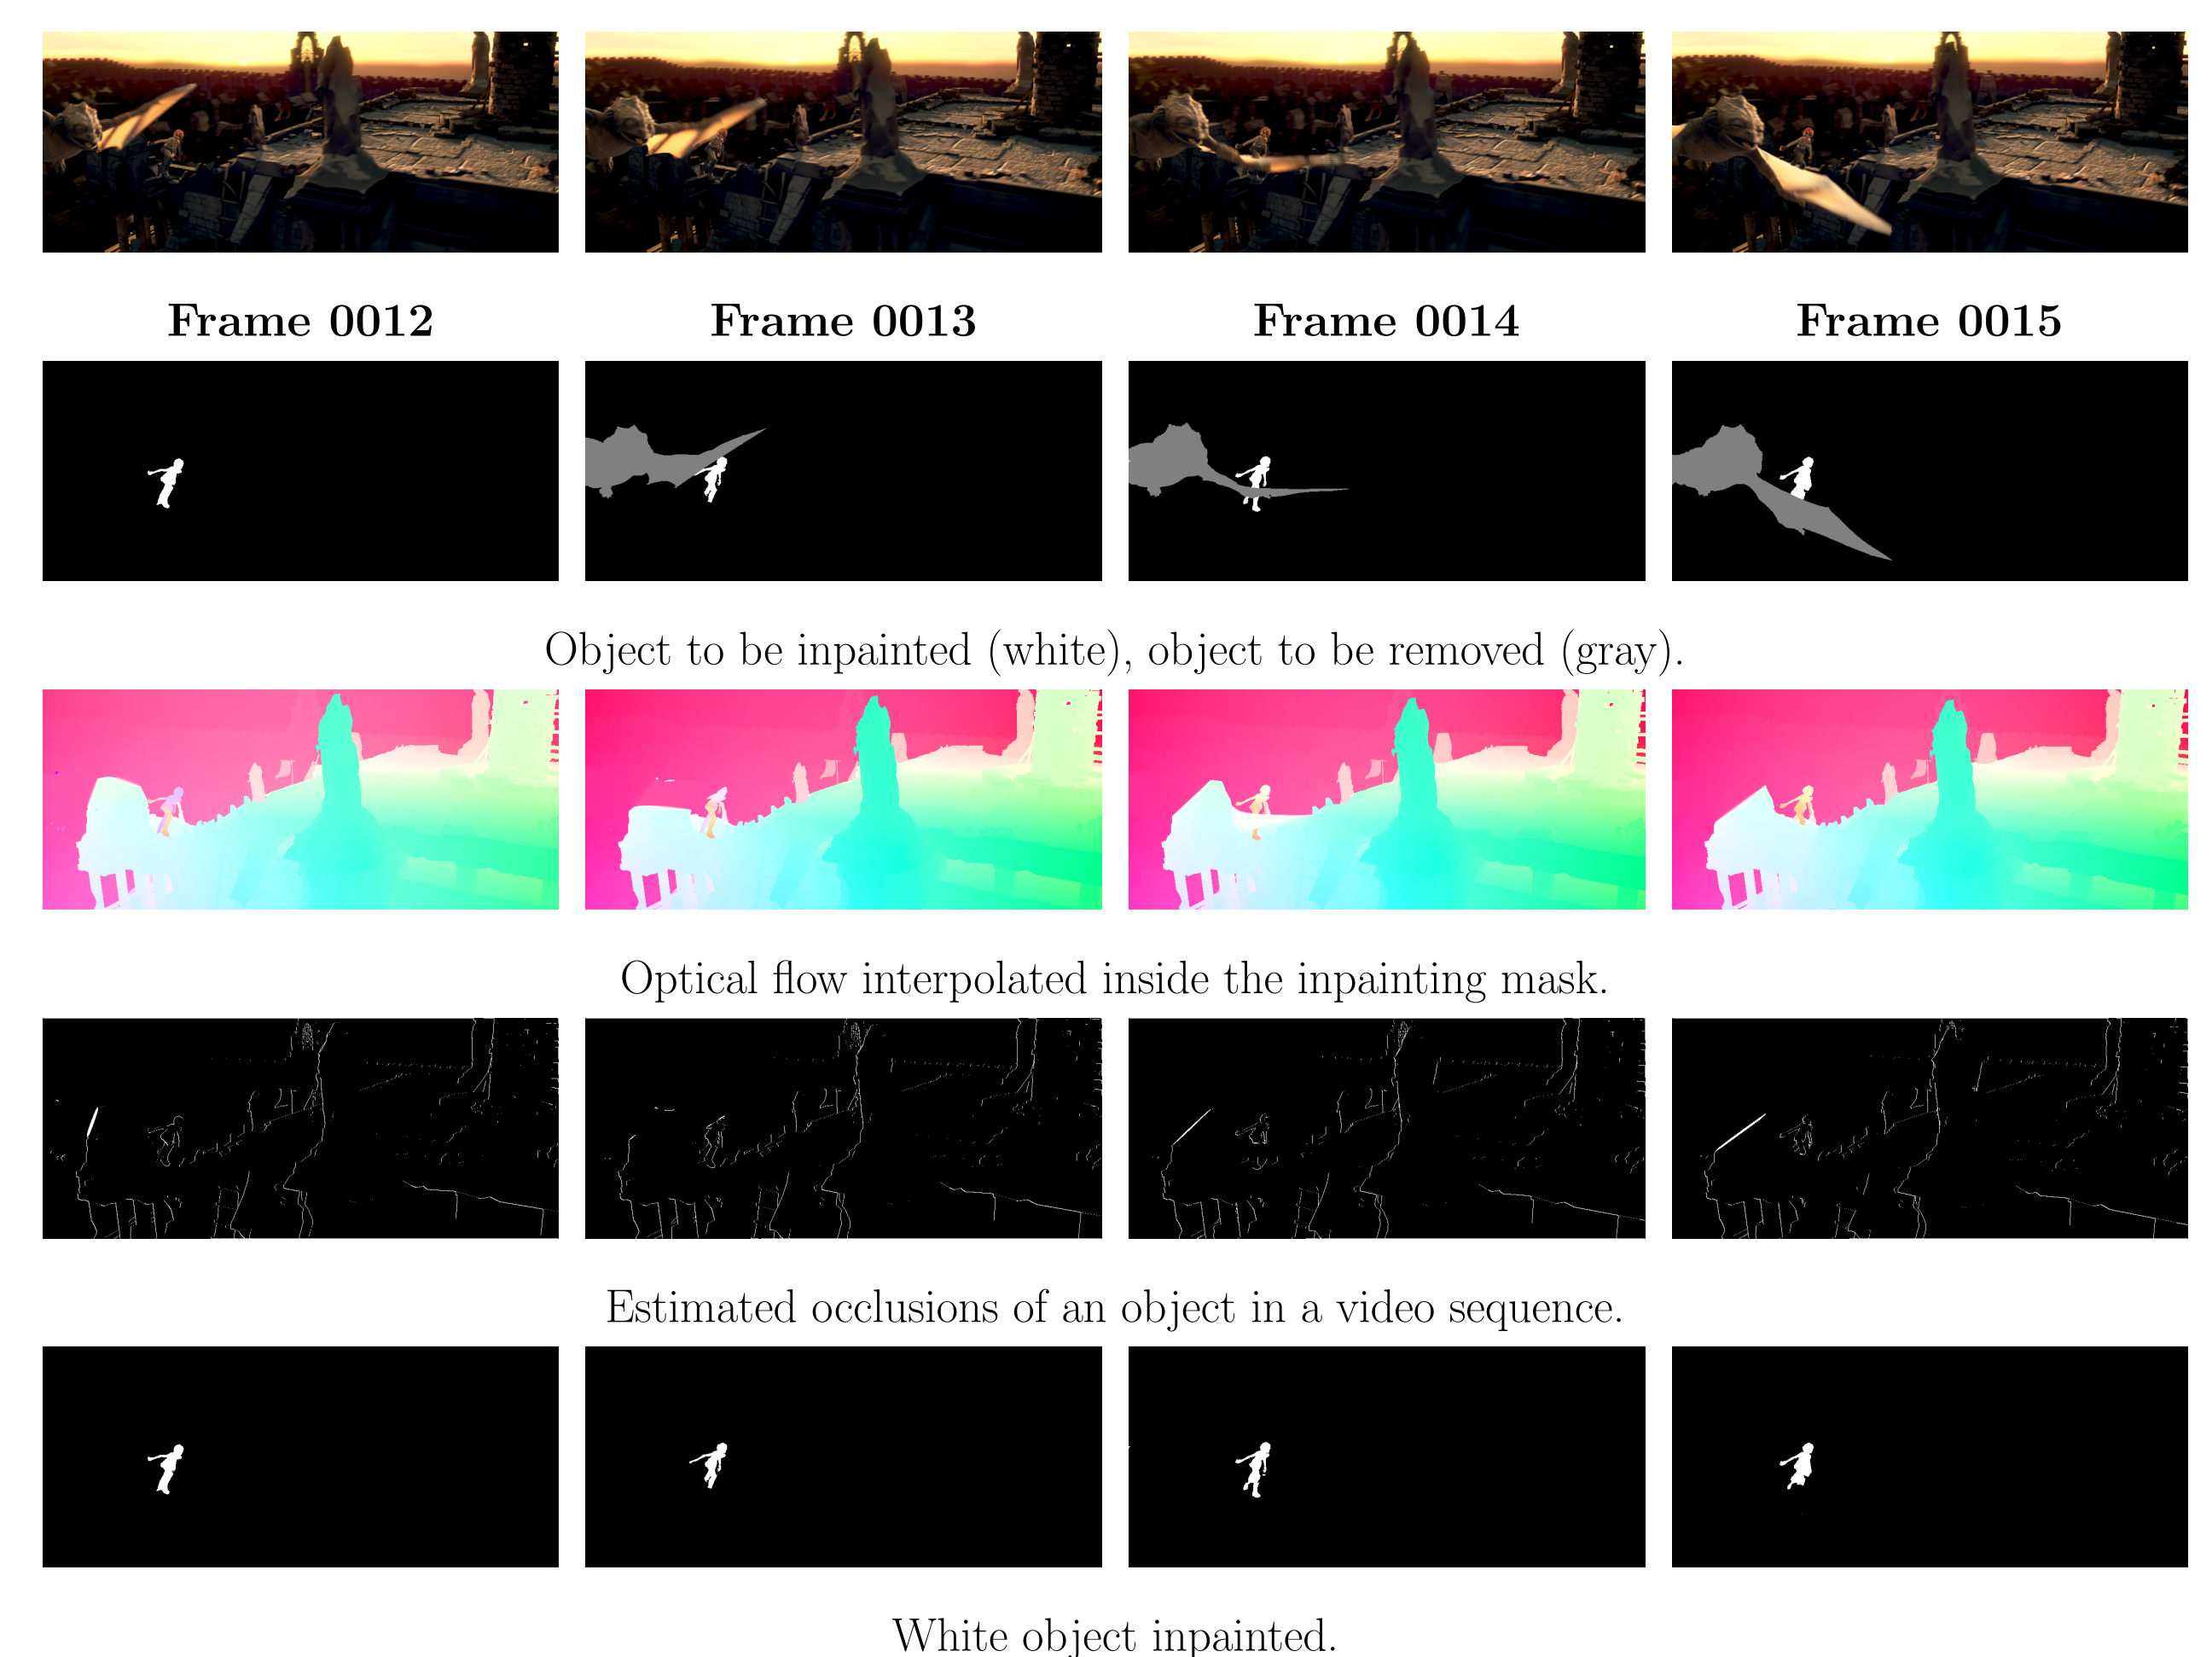 Frame 0012
Frame 0013
Frame 0014
Frame 0015
Object to be inpainted (white), object to be removed (gray).
Optical flow interpolated inside the inpainting mask.
Estimated occlusions of an object in a video sequence.
White object inpainted.